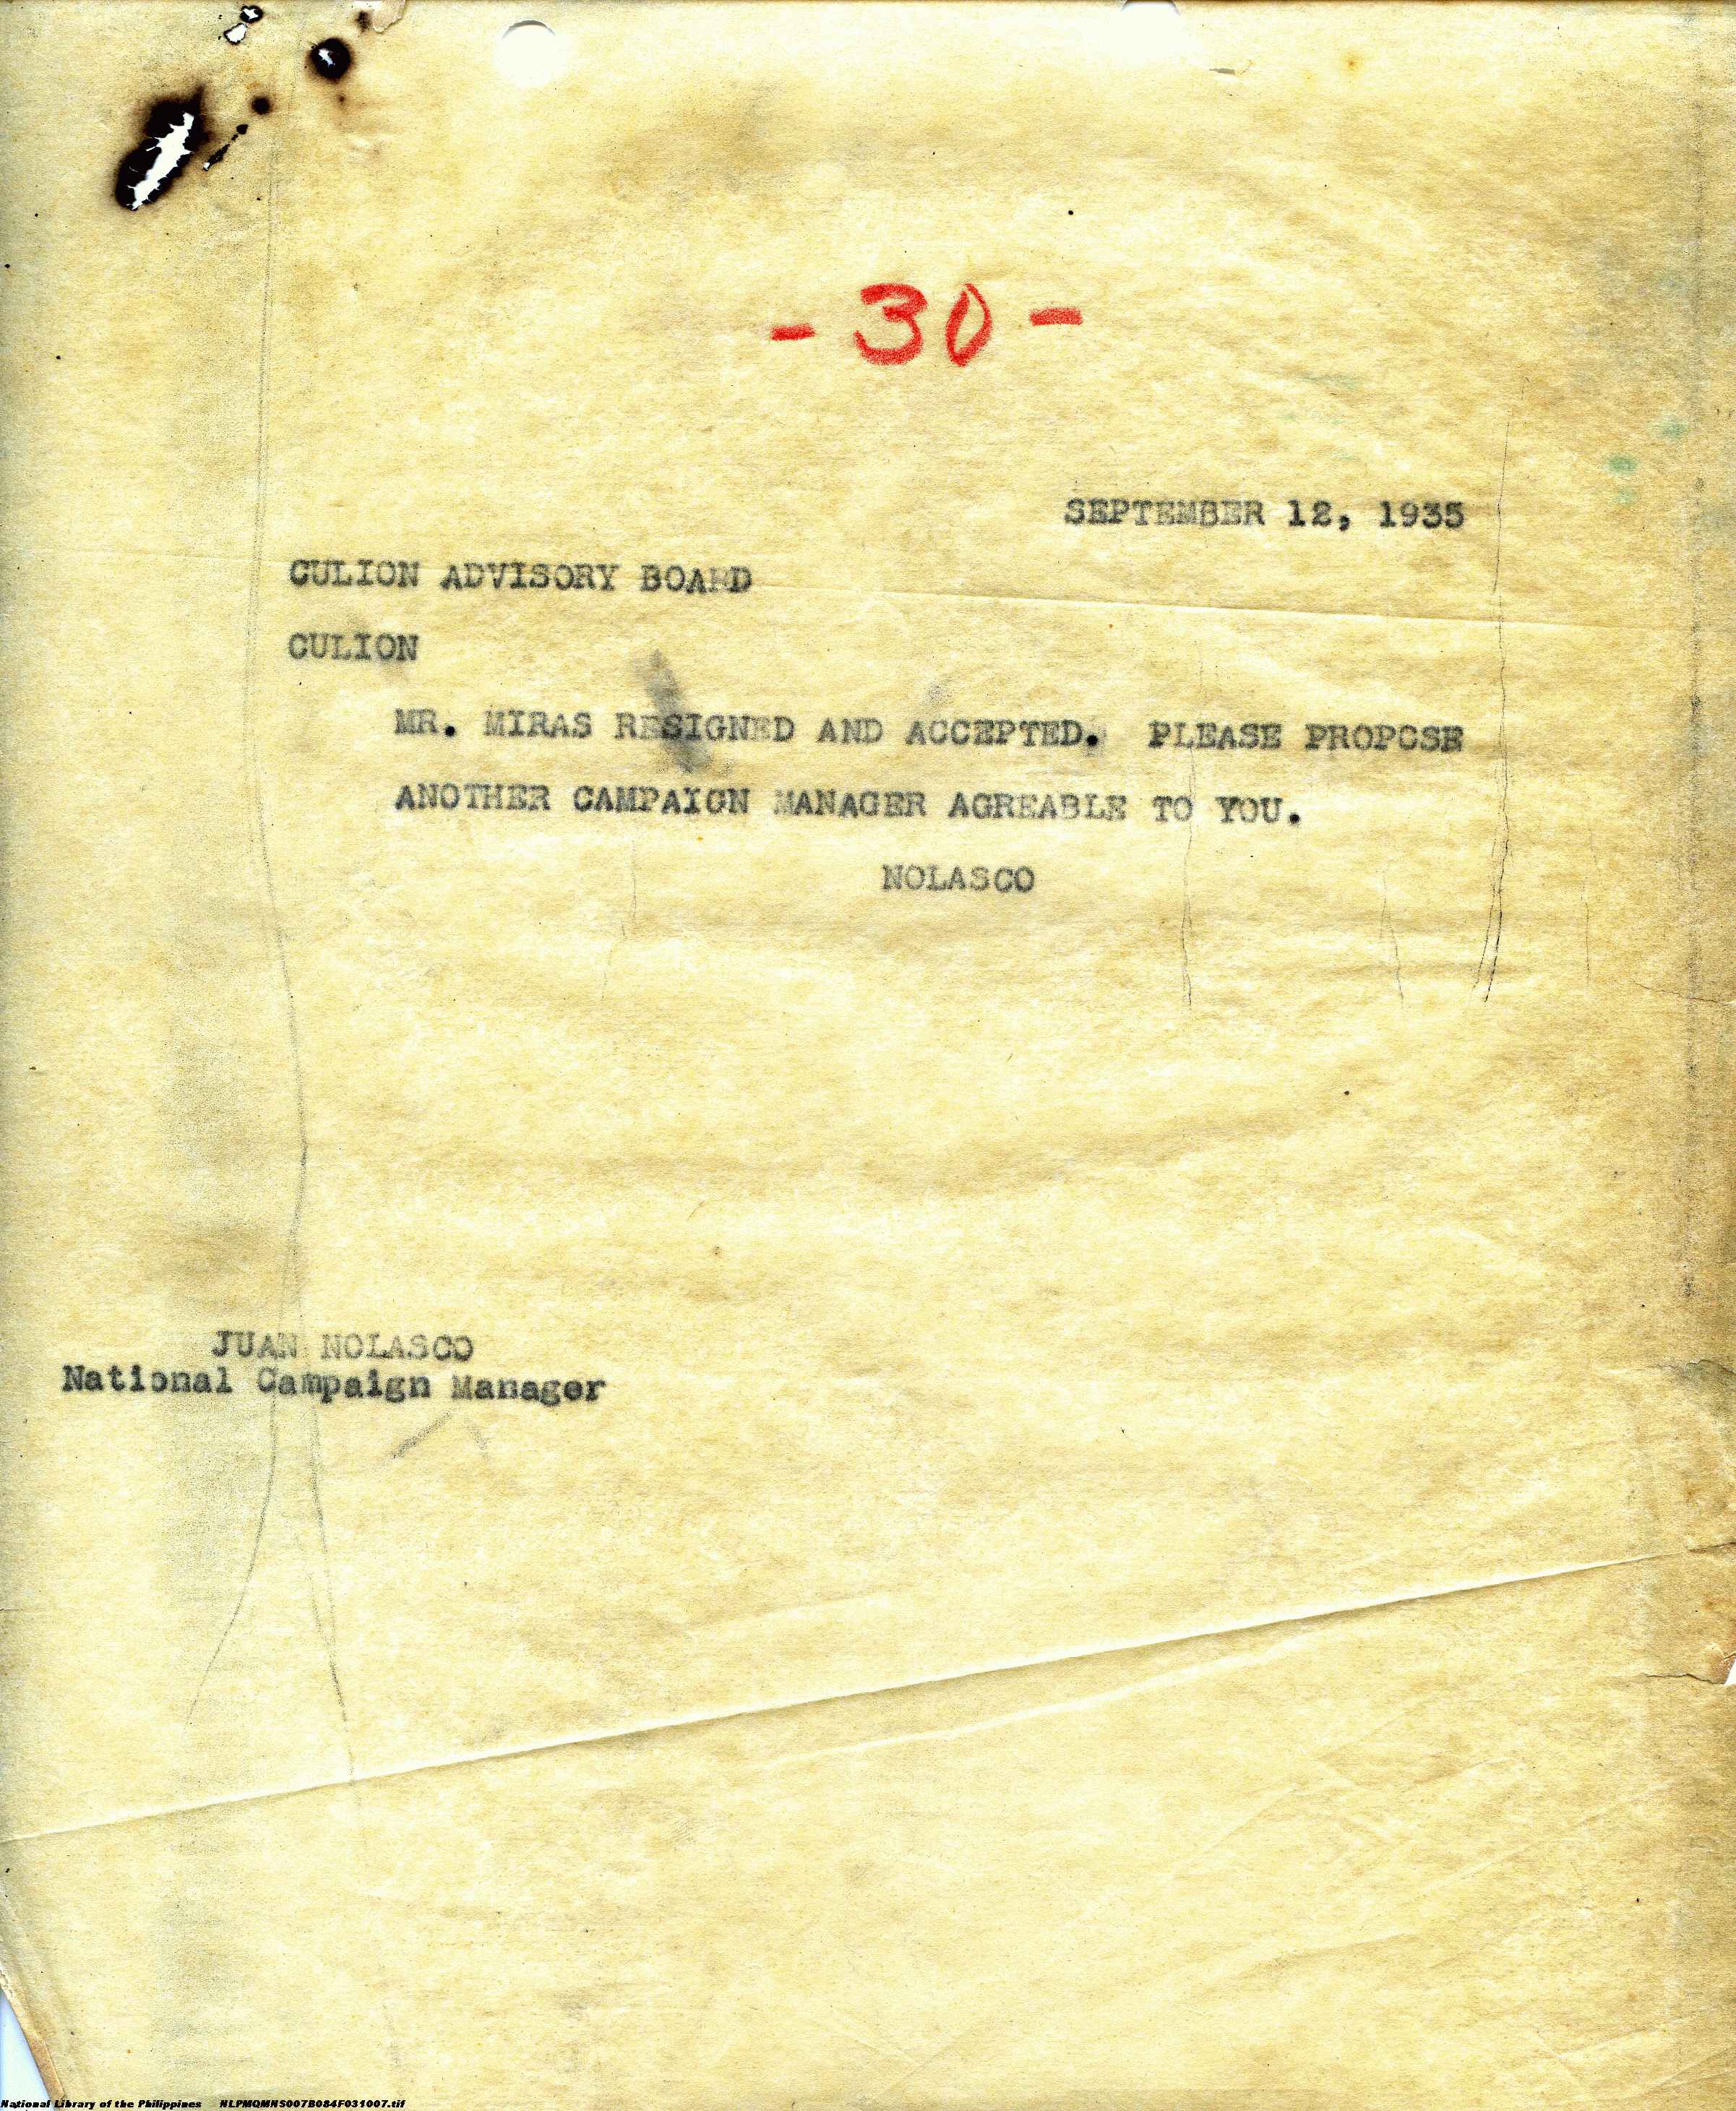 - 30 -
SEPTEMBER 12, 1935
CULION ADVISORY BOARD
CULION
MR. MIRAS RESIGNED AND ACCEPTED. PLEASE PROPOSE
ANOTHER CAMPAIGN MANAGER AGREABLE TO YOU.
NOLASCO
JUAN NOLASCO
National Campaign Manager
National Library of the Philippines NLPMQMNS007B084F031007.tif